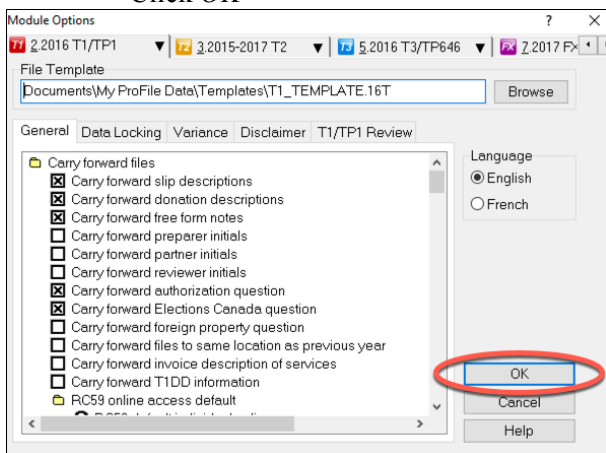 Click OK
Module Options ? ×
T1 2.2016 T1/TP1 ▼ T2 3.2015-2017 T2 ▼ T3 5.2016 T3/TP646 ▼ FX 7.2017 FX
File Template
Documents\My ProFile Data\Templates\T1_TEMPLATE.16T Browse
General Data Locking Variance Disclaimer T1/TP1 Review
Carry forward files
Carry forward slip descriptions
Carry forward donation descriptions
Carry forward free form notes
Carry forward preparer initials
Carry forward partner initials
Carry forward reviewer initials
Carry forward authorization question
Carry forward Elections Canada question
Carry forward foreign property question
Carry forward files to same location as previous year
Carry forward invoice description of services
Carry forward T1DD information
RC59 online access default
Language
English
French
OK
Cancel
Help